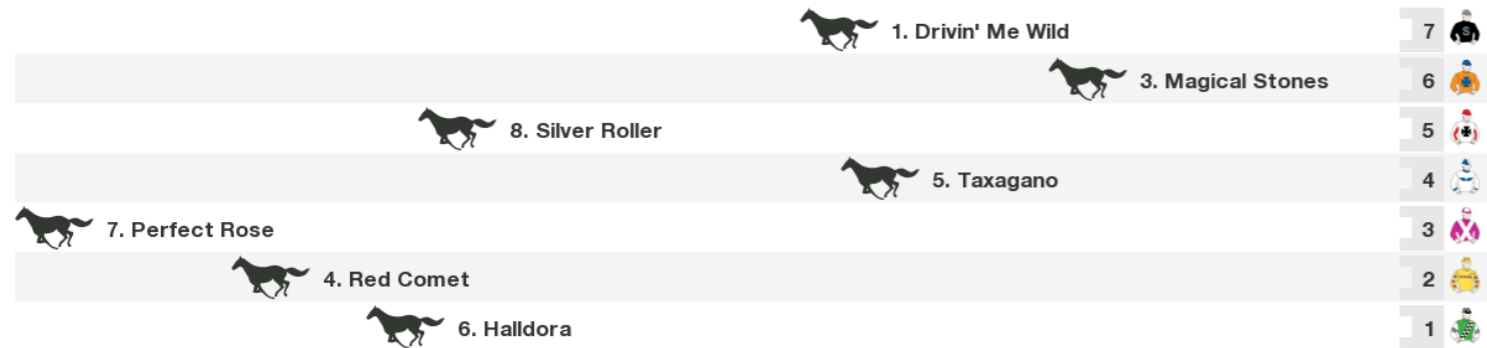 1. Drivin' Me Wild 7
3. Magical Stones 6
8. Silver Roller 5
5. Taxagano 4
7. Perfect Rose 3
4. Red Comet 2
6. Halldora 1